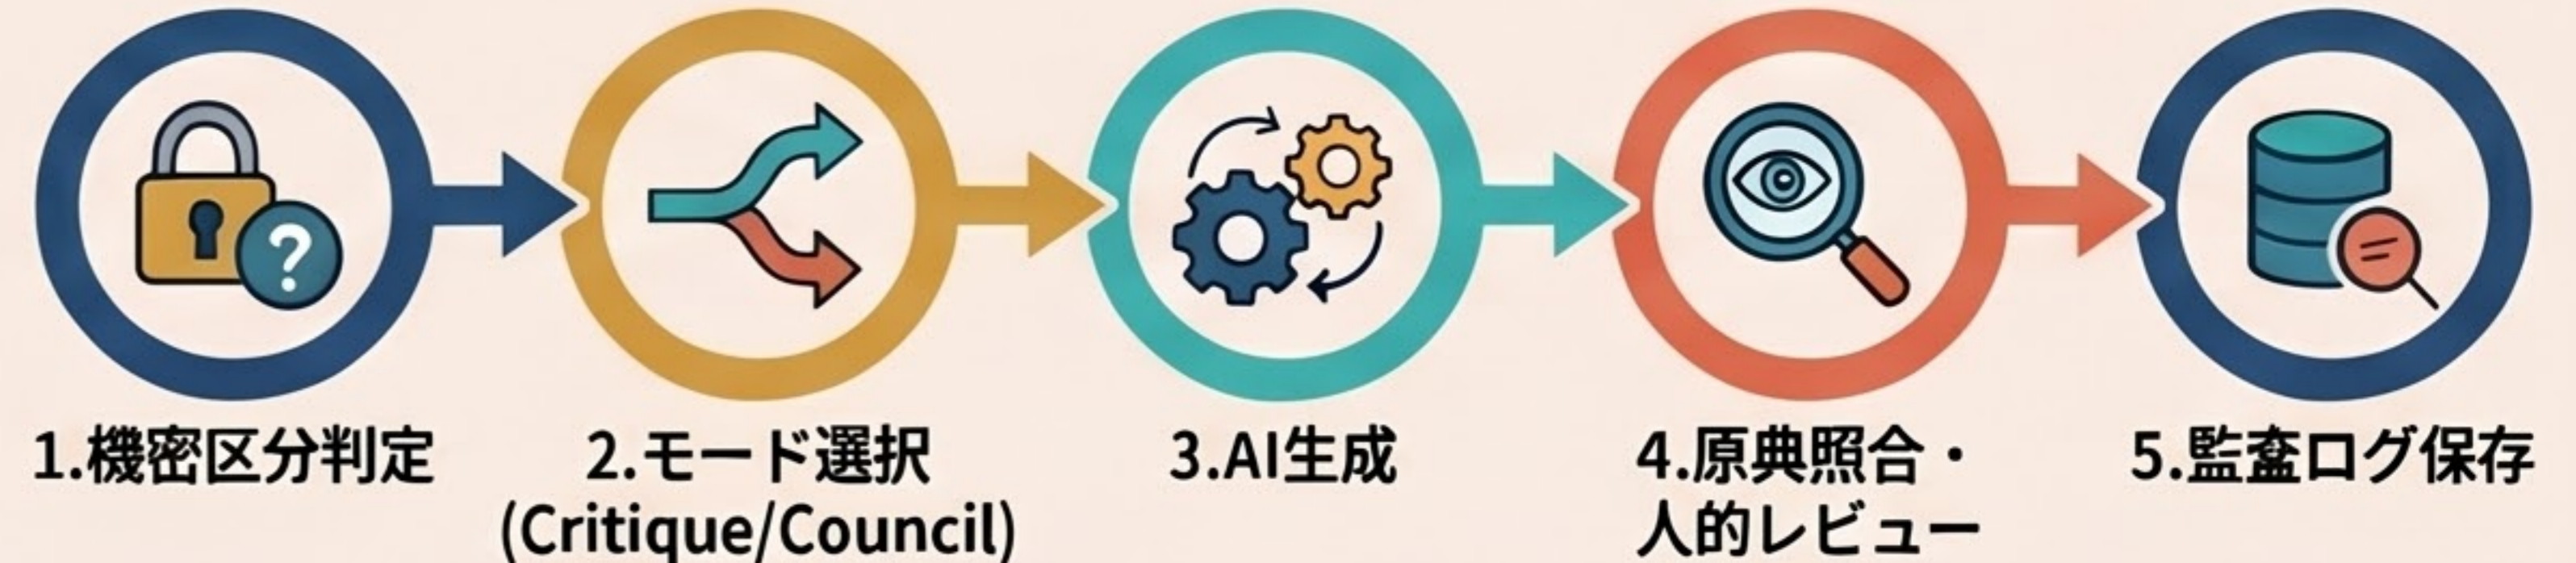 ?
1.機密区分判定
2.モード選択
(Critique/Council)
3.AI生成
4.原典照合・
人的レビュー
5.監ログ保存